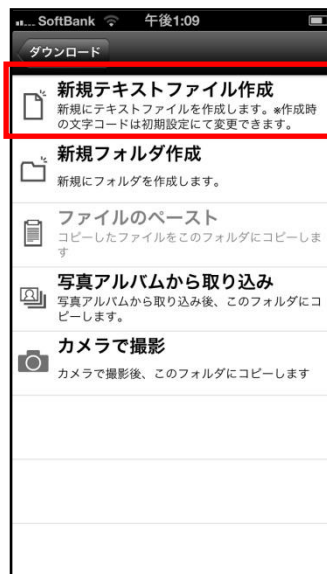 SoftBank 午後1:09
ダウンロード
新規テキストファイル作成
新規にテキストファイルを作成します。※作成時
の文字コードは初期設定にて変更できます。
新規フォルダ作成
新規にフォルダを作成します。
ファイルのペースト
コピーしたファイルをこのフォルダにコピーしま
す
写真アルバムから取り込み
写真アルバムから取り込み後、このフォルダにコ
ピーします。
カメラで撮影
カメラで撮影後、このフォルダにコピーします